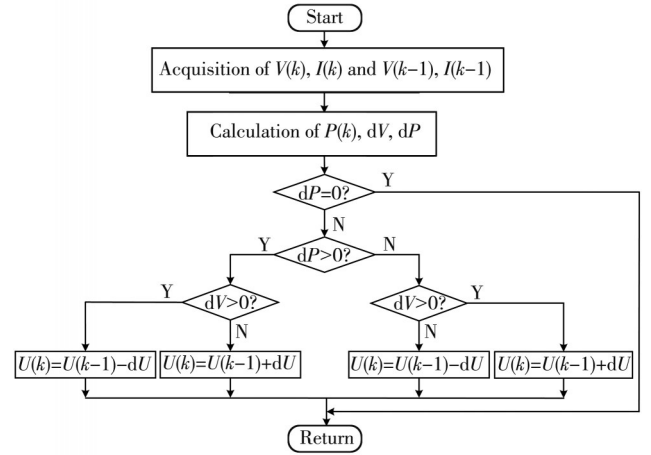 Start
Acquisition of V(k), I(k) and V(k−1), I(k−1)
Calculation of P(k), dV, dP
dP=0?
Y
N
dP>0?
Y
N
dV>0?
Y
N
dV>0?
Y
N
U(k)=U(k−1)−dU
U(k)=U(k−1)+dU
U(k)=U(k−1)−dU
U(k)=U(k−1)+dU
Return